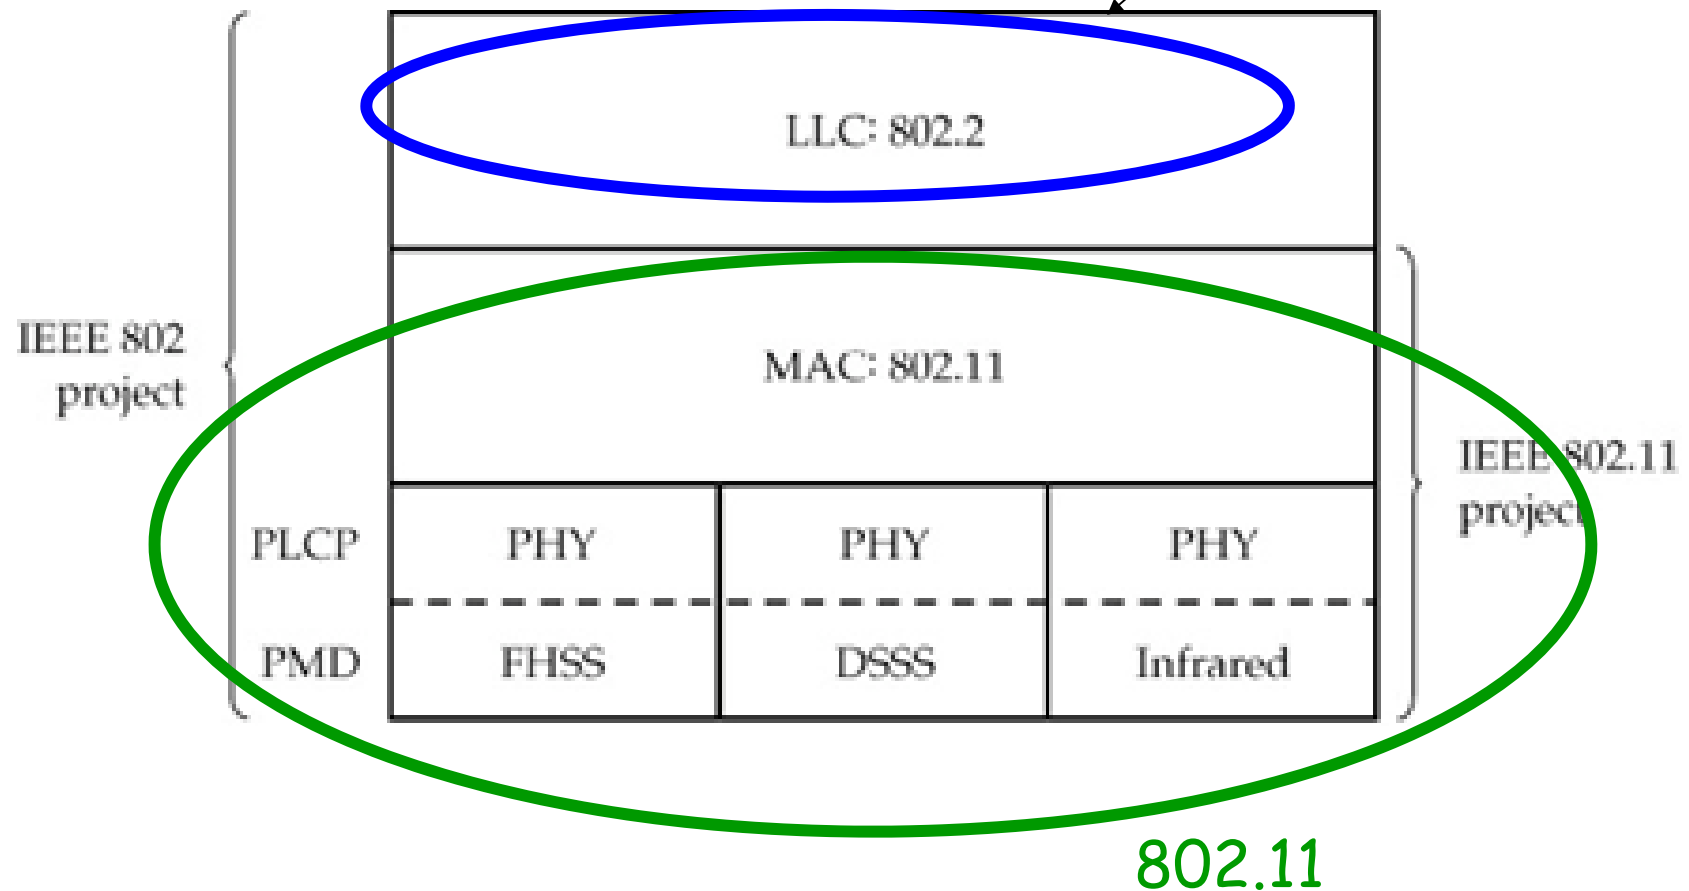 LLC: 802.2
IEEE 802
project
MAC: 802.11
IEEE 802.11
project
PLCP PHY PHY PHY
PMD FHSS DSSS Infrared
802.11